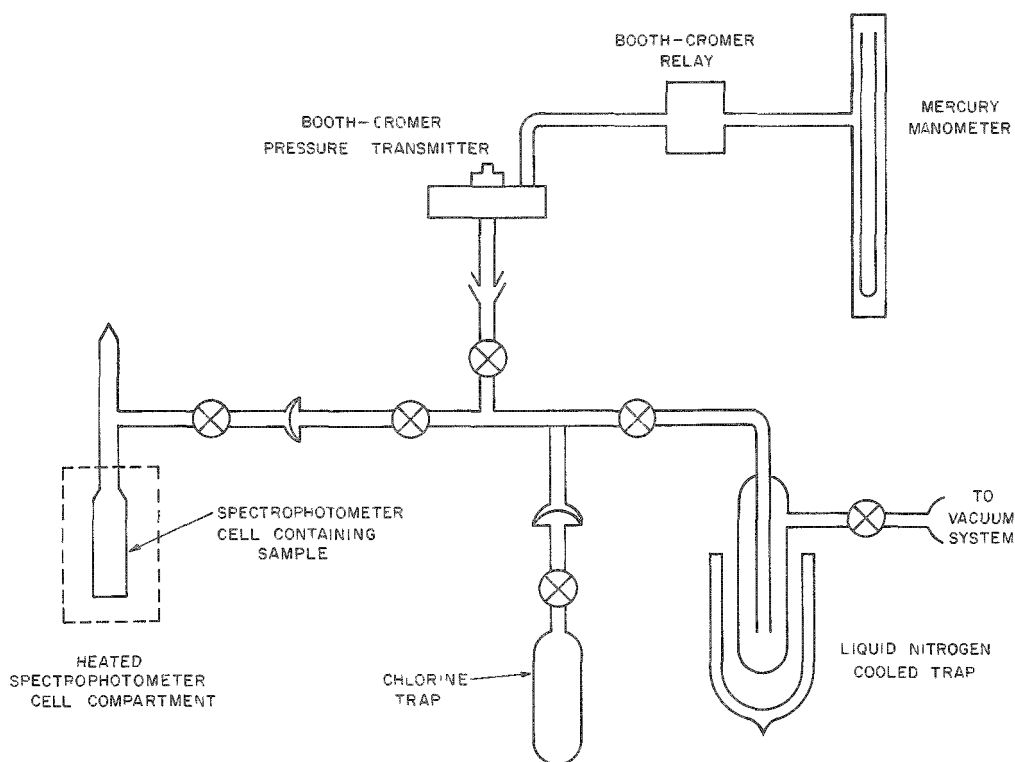 BOOTH-CROMER
RELAY
MERCURY
MANOMETER
BOOTH-CROMER
PRESSURE TRANSMITTER
SPECTROPHOTOMETER
CELL CONTAINING
SAMPLE
TO
VACUUM
SYSTEM
HEATED
SPECTROPHOTOMETER
CELL COMPARTMENT
CHLORINE
TRAP
LIQUID NITROGEN
COOLED TRAP